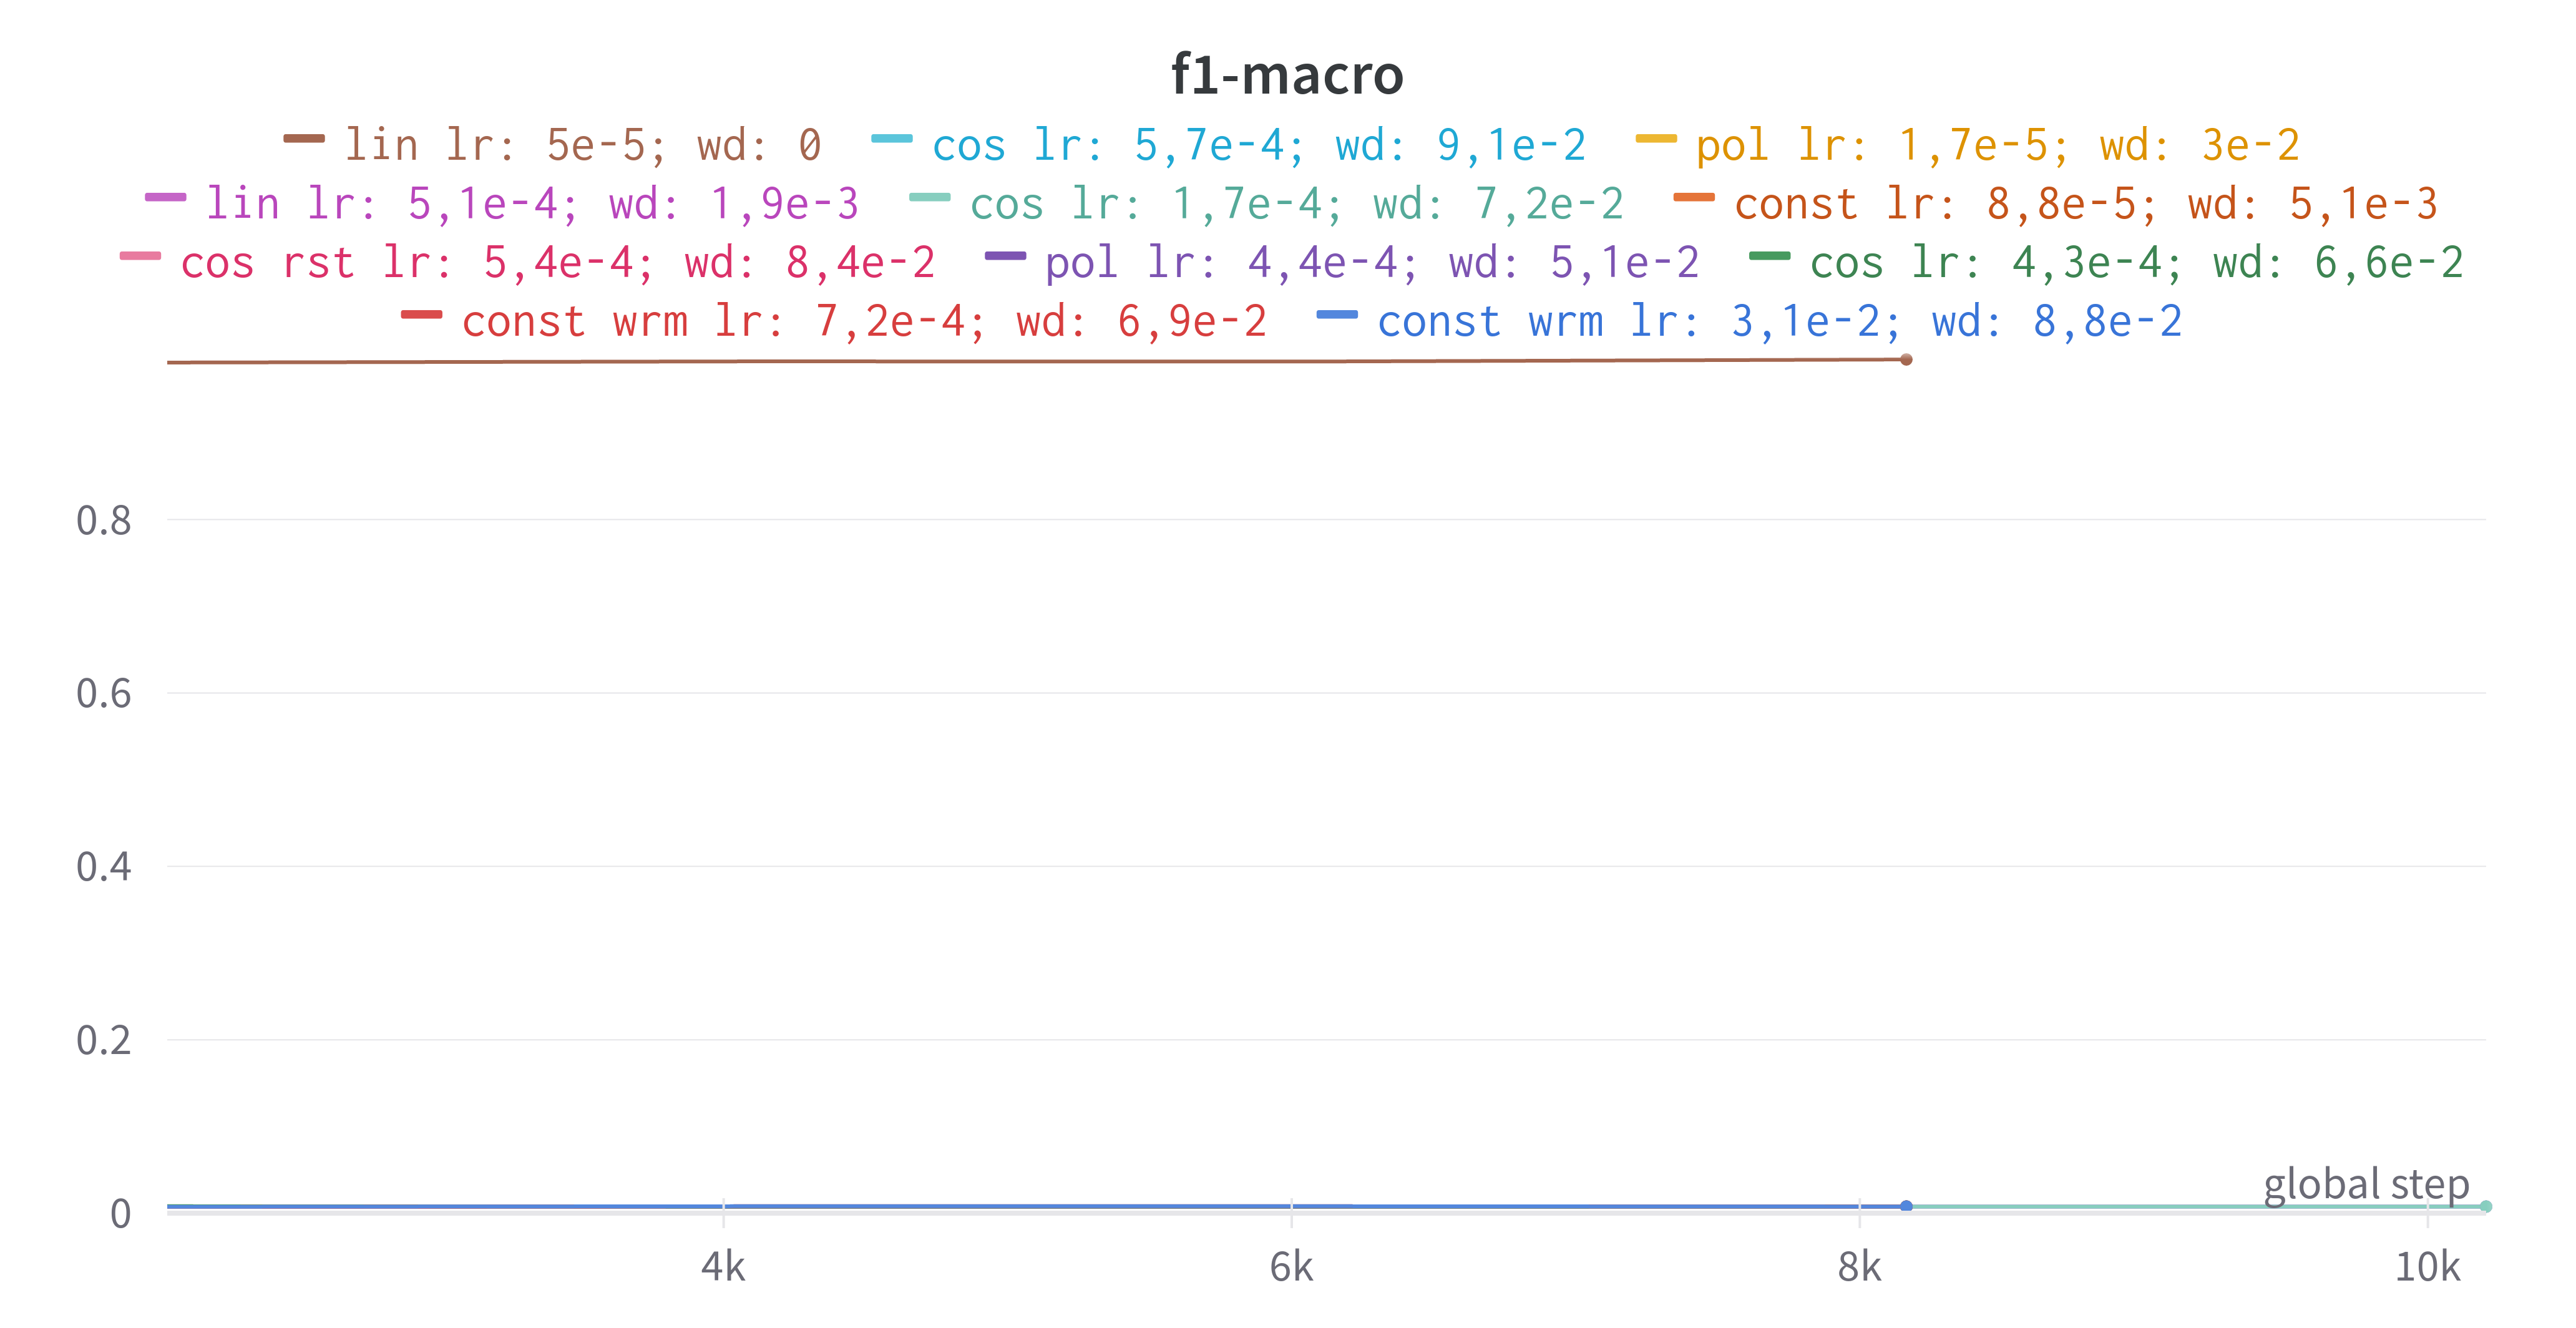 f1-macro
lin lr: 5e-5; wd: 0 cos lr: 5,7e-4; wd: 9,1e-2 pol lr: 1,7e-5; wd: 3e-2
lin lr: 5,1e-4; wd: 1,9e-3 cos lr: 1,7e-4; wd: 7,2e-2 const lr: 8,8e-5; wd: 5,1e-3
cos rst lr: 5,4e-4; wd: 8,4e-2 pol lr: 4,4e-4; wd: 5,1e-2 cos lr: 4,3e-4; wd: 6,6e-2
const wrm lr: 7,2e-4; wd: 6,9e-2 const wrm lr: 3,1e-2; wd: 8,8e-2
0.8
0.6
0.4
0.2
global step
0
4k 6k 8k 10k